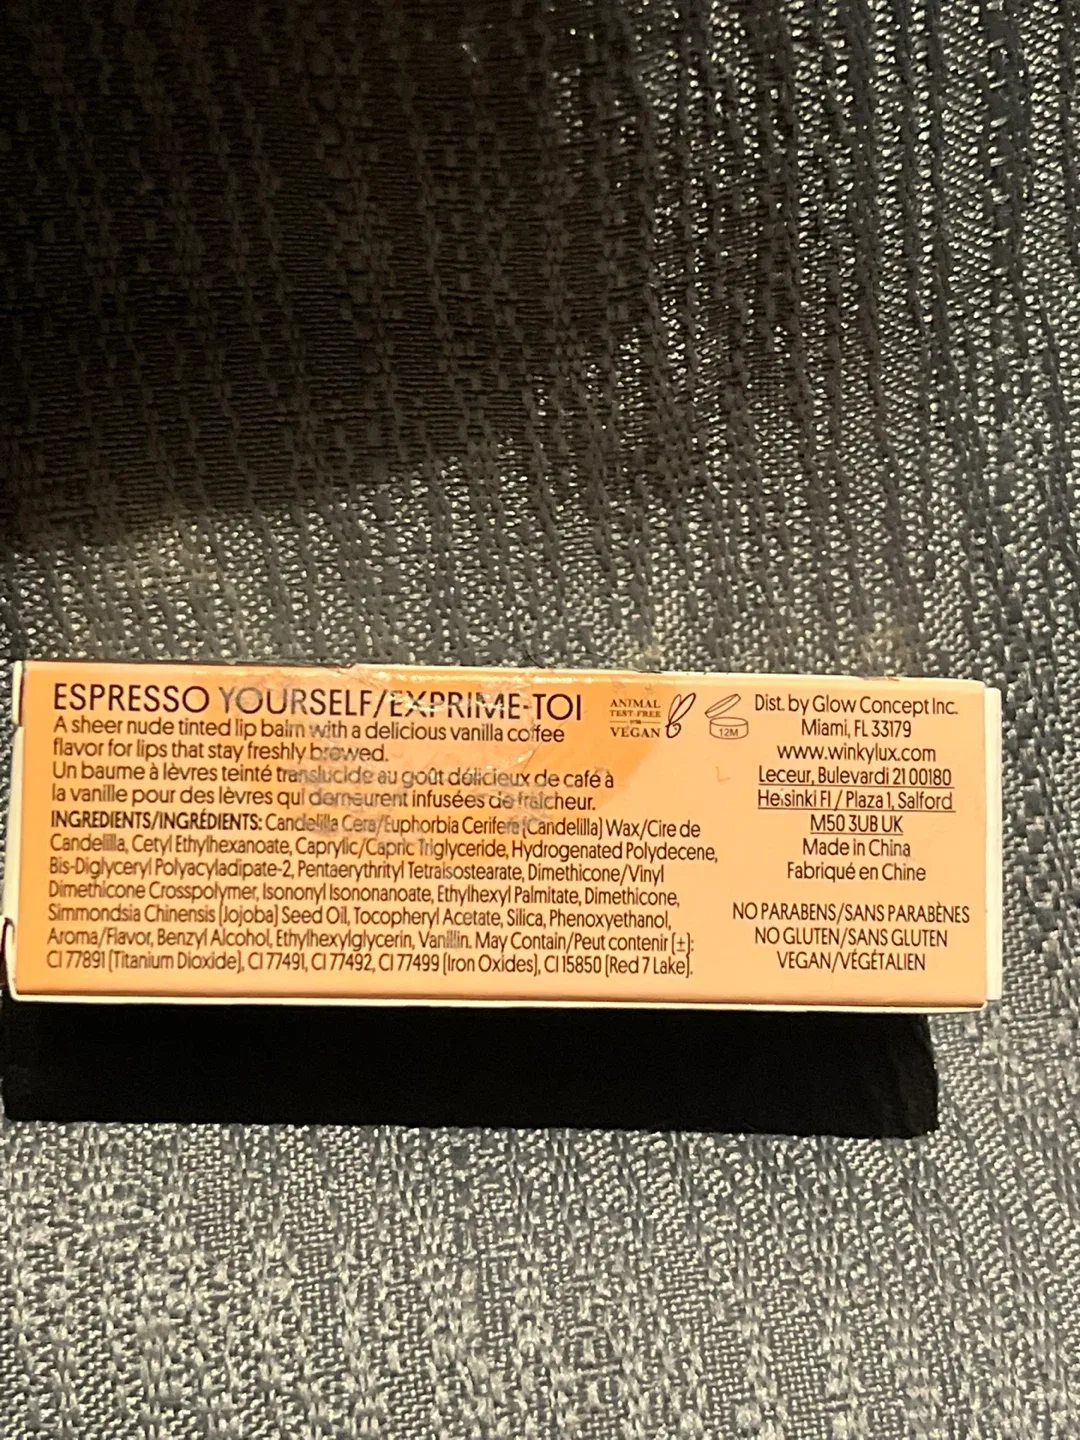 ESPRESSO YOURSELF/EXPRIME-TOI
A sheer nude tinted lip balm with a delicious vanilla coffee
flavor for lips that stay freshly brewed.
Un baume à lèvres teinté translucide au goût délicieux de café à
la vanille pour des lèvres qui demeurent infusées de fraîcheur.
INGREDIENTS/INGRÉDIENTS: Candelilla Cera/Euphorbia Cerifera (Candelilla) Wax/Cire de
Candelilla, Cetyl Ethylhexanoate, Caprylic/Capric Triglyceride, Hydrogenated Polydecene,
Bis-Diglyceryl Polyacyladipate-2, Pentaerythrityl Tetraisostearate, Dimethicone/Vinyl
Dimethicone Crosspolymer, Isononyl Isononanoate, Ethylhexyl Palmitate, Dimethicone,
Simmondsia Chinensis (Jojoba) Seed Oil, Tocopheryl Acetate, Silica, Phenoxyethanol,
Aroma/Flavor, Benzyl Alcohol, Ethylhexylglycerin, Vanillin. May Contain/Peut contenir (±):
CI 77891 (Titanium Dioxide), CI 77491, CI 77492, CI 77499 (Iron Oxides), CI 15850 (Red 7 Lake).
ANIMAL
TEST-FREE
VEGAN
12M
Dist. by Glow Concept Inc.
Miami, FL 33179
www.winkylux.com
Leceur, Bulevardi 21 00180
Helsinki FI / Plaza 1, Salford
M50 3UB UK
Made in China
Fabriqué en Chine
NO PARABENS/SANS PARABÈNES
NO GLUTEN/SANS GLUTEN
VEGAN/VÉGÉTALIEN